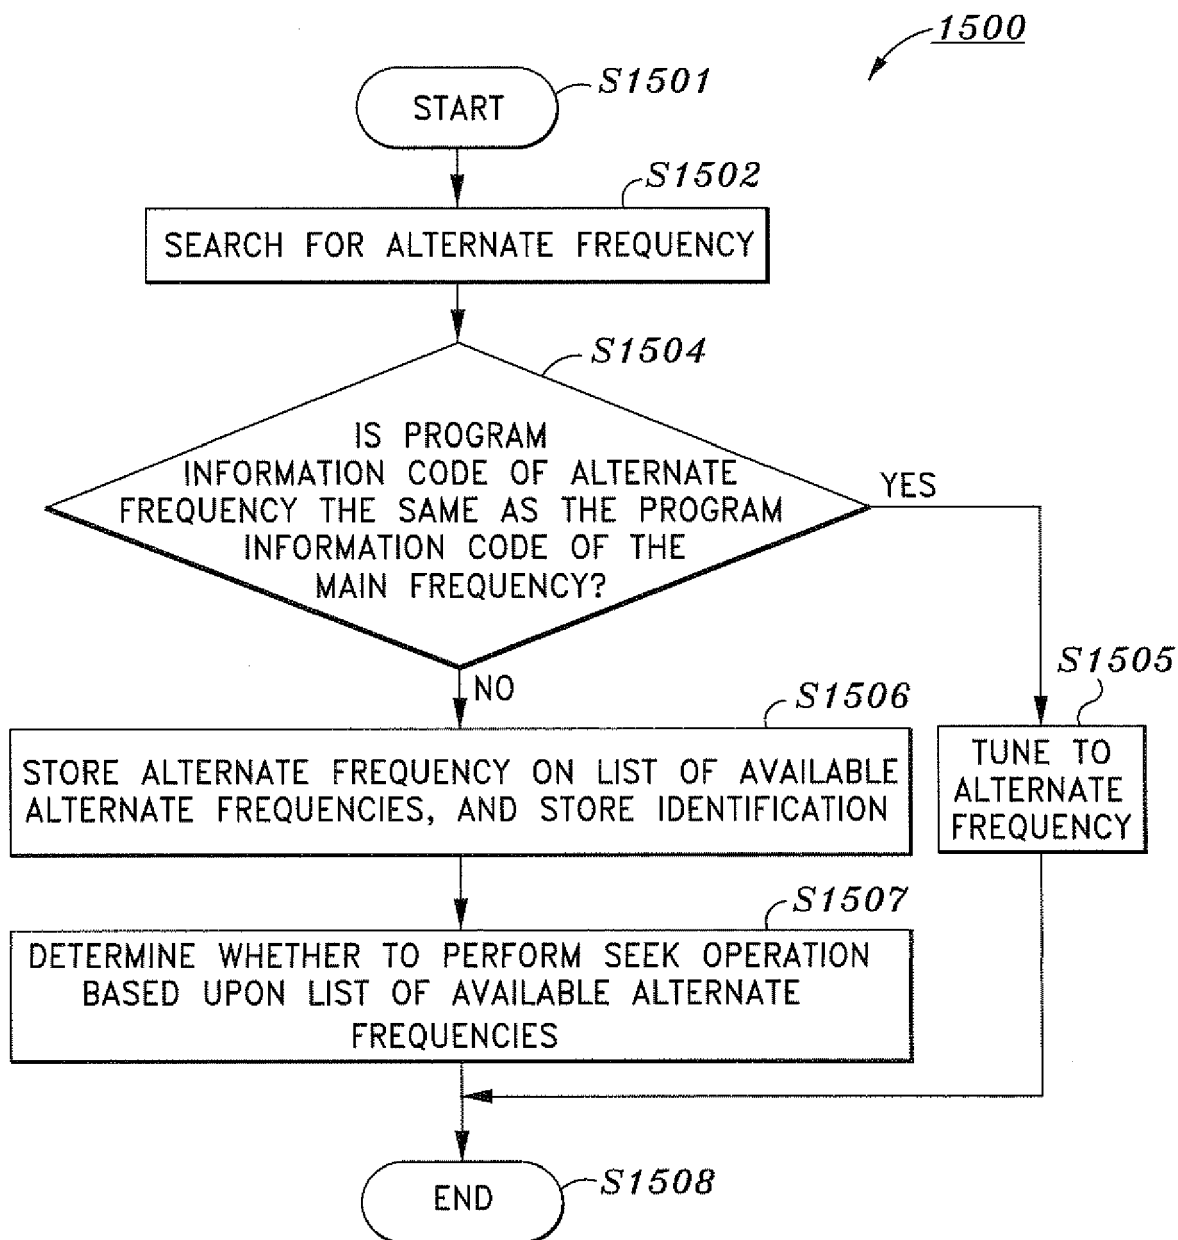 1500
S1501
START
S1502
SEARCH FOR ALTERNATE FREQUENCY
S1504
IS PROGRAM
INFORMATION CODE OF ALTERNATE
FREQUENCY THE SAME AS THE PROGRAM
INFORMATION CODE OF THE
MAIN FREQUENCY?
YES
NO
S1505
TUNE TO
ALTERNATE
FREQUENCY
S1506
STORE ALTERNATE FREQUENCY ON LIST OF AVAILABLE
ALTERNATE FREQUENCIES, AND STORE IDENTIFICATION
S1507
DETERMINE WHETHER TO PERFORM SEEK OPERATION
BASED UPON LIST OF AVAILABLE ALTERNATE
FREQUENCIES
END
S1508